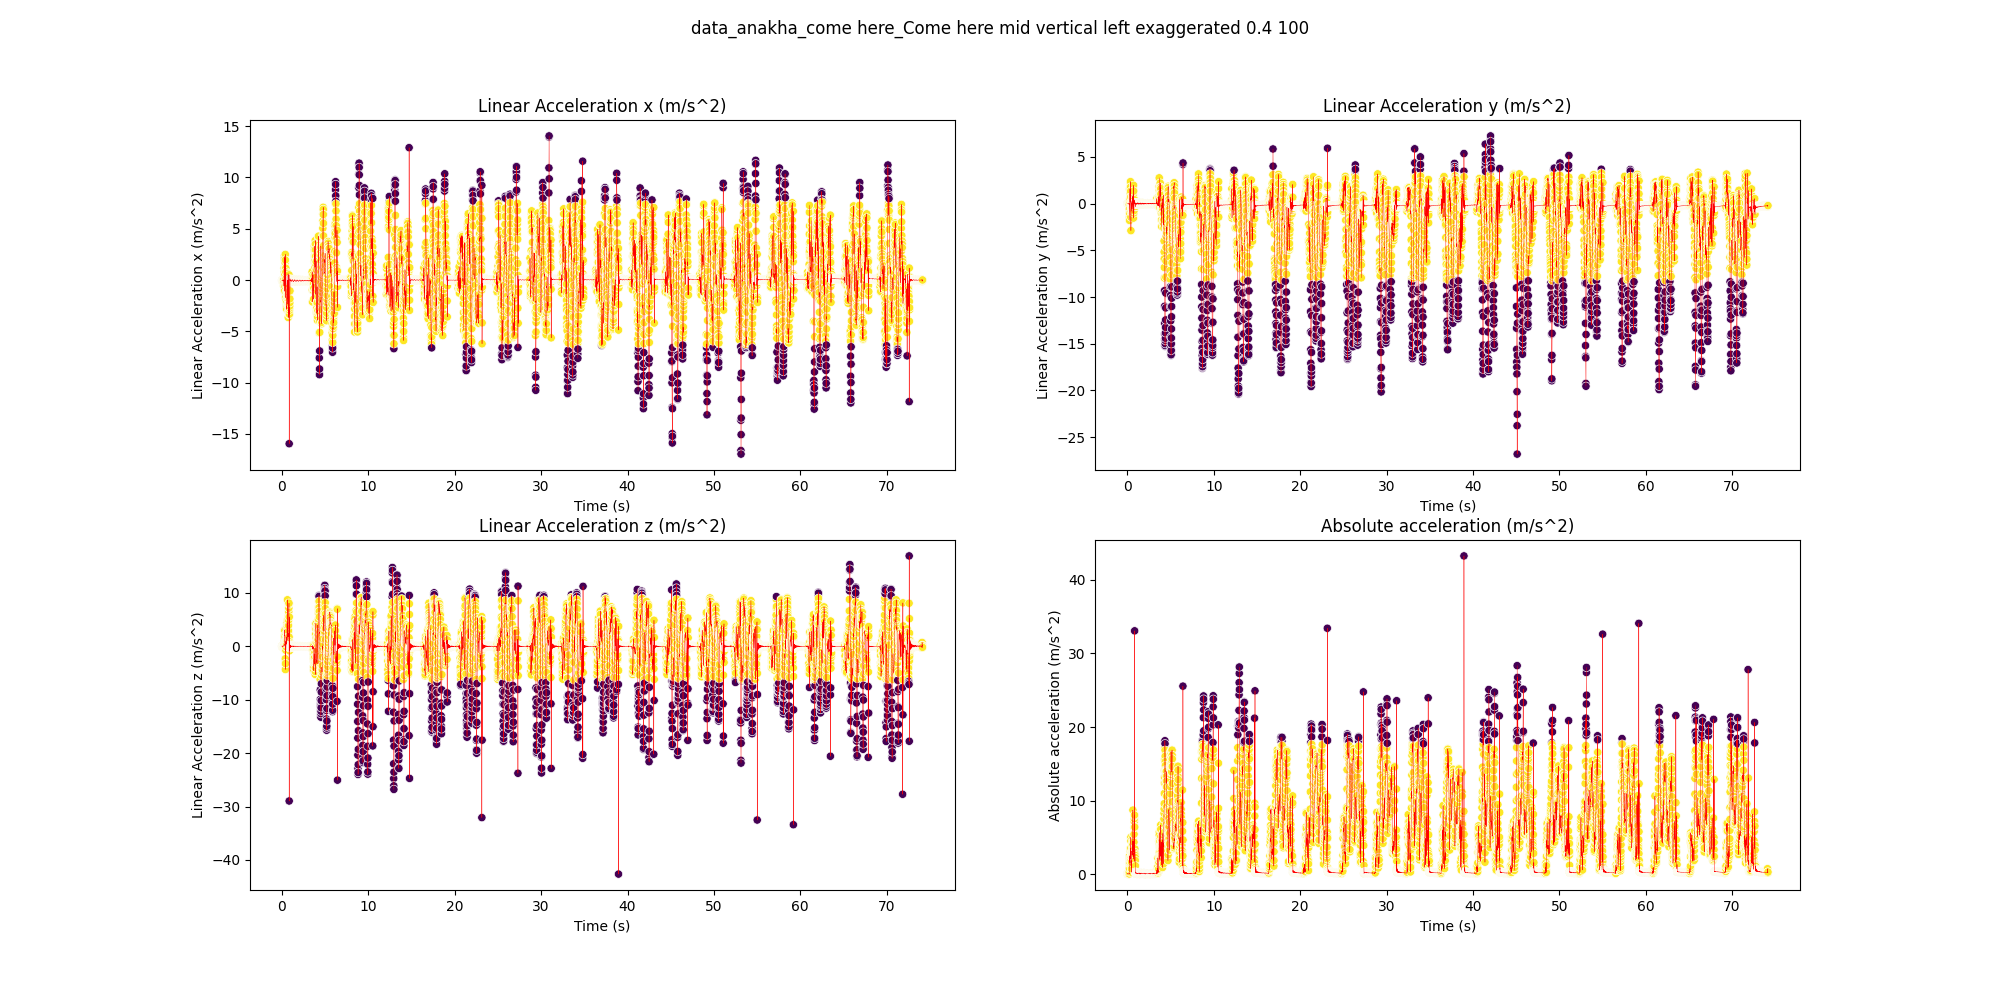 data_anakha_come here_Come here mid vertical left exaggerated 0.4 100
Linear Acceleration x (m/s^2)
Linear Acceleration x (m/s^2)
15
10
5
0
−5
−10
−15
0 10 20 30 40 50 60 70
Time (s)
Linear Acceleration y (m/s^2)
Linear Acceleration y (m/s^2)
5
0
−5
−10
−15
−20
−25
0 10 20 30 40 50 60 70
Time (s)
Linear Acceleration z (m/s^2)
Linear Acceleration z (m/s^2)
10
0
−10
−20
−30
−40
0 10 20 30 40 50 60 70
Time (s)
Absolute acceleration (m/s^2)
Absolute acceleration (m/s^2)
40
30
20
10
0
0 10 20 30 40 50 60 70
Time (s)